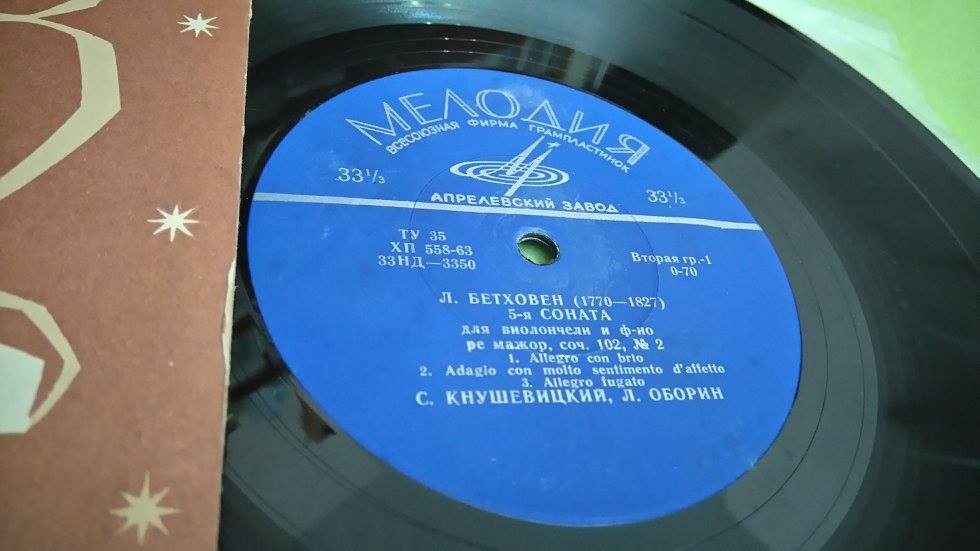 МЕЛОДИЯ
ВСЕСОЮЗНАЯ ФИРМА ГРАМПЛАСТИНОК
33⅓ 33⅓
АПРЕЛЕВСКИЙ ЗАВОД
ТУ 35
ХП 558-63
33НД—3350
Вторая гр.-1
0-70
Л. БЕТХОВЕН (1770—1827)
5-я СОНАТА
для виолончели и ф-но
ре мажор, соч. 102, № 2
1. Allegro con brio
2. Adagio con molto sentimento d'affetto
3. Allegro fugato
С. КНУШЕВИЦКИЙ, Л. ОБОРИН